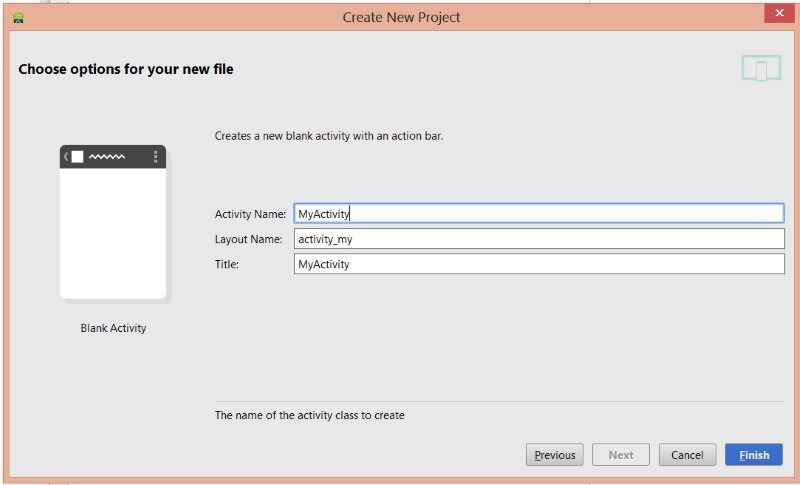 Create New Project
Choose options for your new file
Creates a new blank activity with an action bar.
Activity Name: MyActivity
Layout Name: activity_my
Title: MyActivity
Blank Activity
The name of the activity class to create
Previous Next Cancel Finish